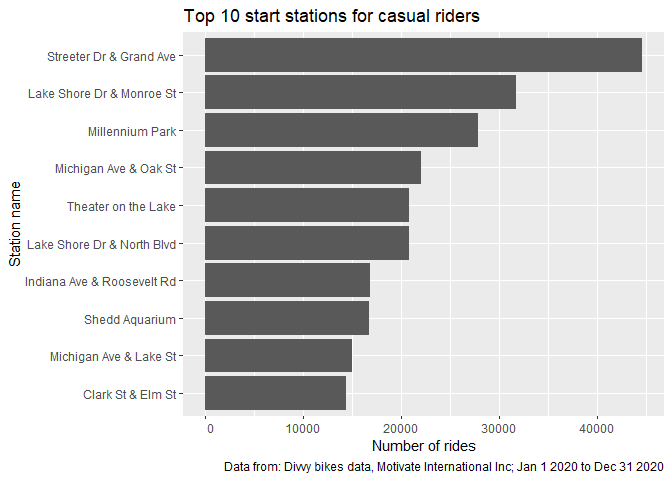 Top 10 start stations for casual riders
Station name
Streeter Dr & Grand Ave
Lake Shore Dr & Monroe St
Millennium Park
Michigan Ave & Oak St
Theater on the Lake
Lake Shore Dr & North Blvd
Indiana Ave & Roosevelt Rd
Shedd Aquarium
Michigan Ave & Lake St
Clark St & Elm St
0 10000 20000 30000 40000
Number of rides
Data from: Divvy bikes data, Motivate International Inc; Jan 1 2020 to Dec 31 2020